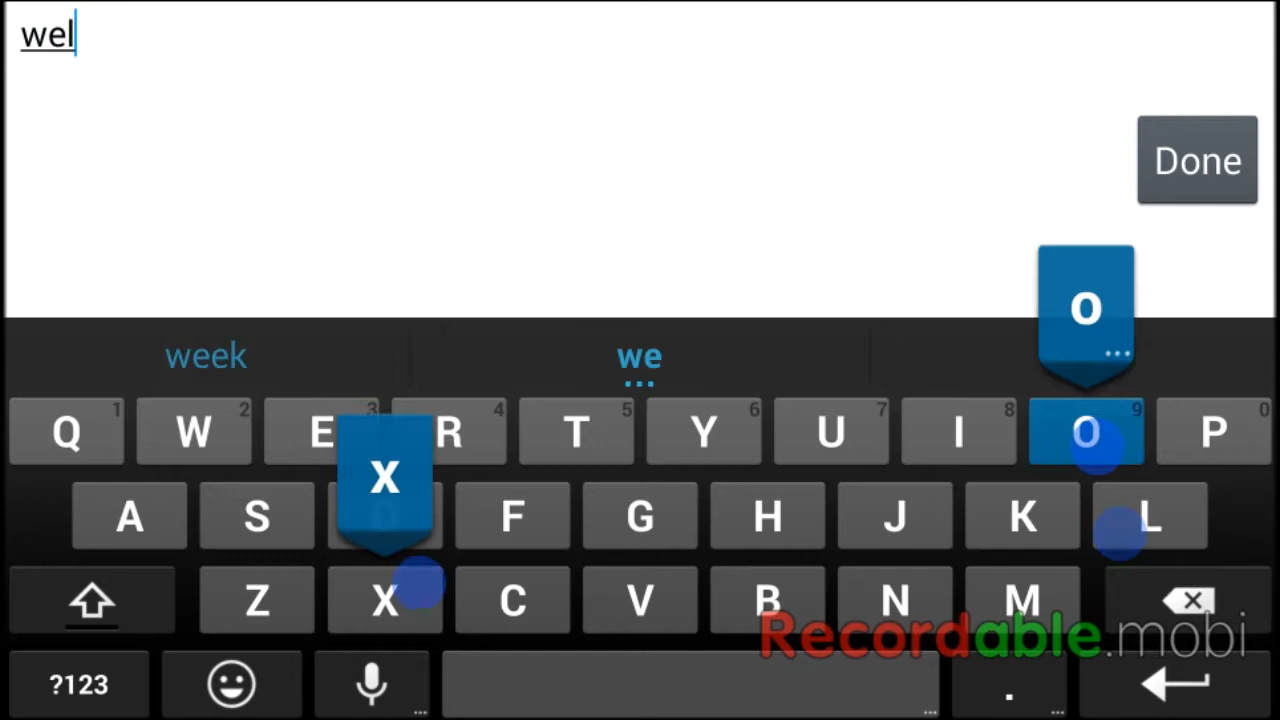 wel
Done
o
...
week we
...
Q 1 W 2 E 3 R 4 T 5 Y 6 U 7 I 8 O 9 P 0
x
A S D F G H J K L
Z X C V B N M
Recordable.mobi
?123 ... ... . ...